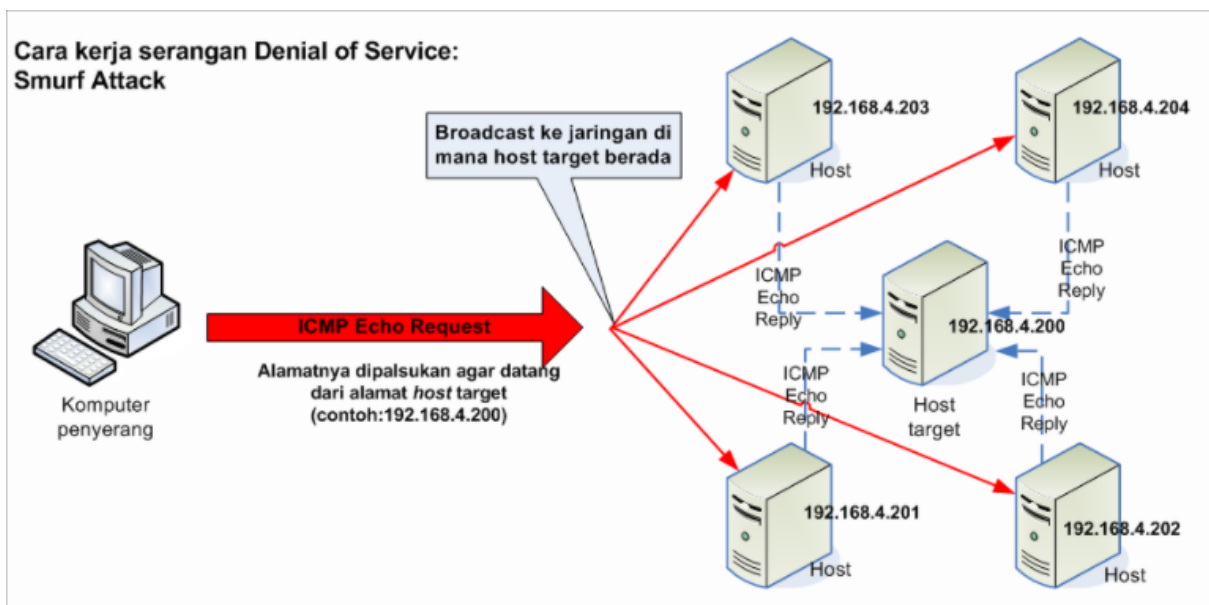 Cara kerja serangan Denial of Service:
Smurf Attack
Broadcast ke jaringan di
mana host target berada
192.168.4.203
Host
192.168.4.204
Host
ICMP
Echo
Reply
ICMP
Echo
Reply
ICMP Echo Request
Alamatnya dipalsukan agar datang
dari alamat host target
(contoh:192.168.4.200)
Komputer
penyerang
192.168.4.200
Host
target
ICMP
Echo
Reply
ICMP
Echo
Reply
192.168.4.201
Host
192.168.4.202
Host